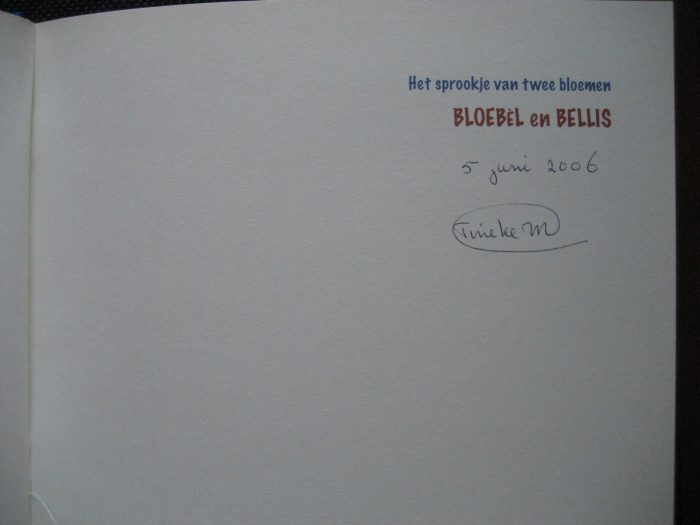 Het sprookje van twee bloemen
BLOEBÈL en BELLIS
5 juni 2006
Tineke M